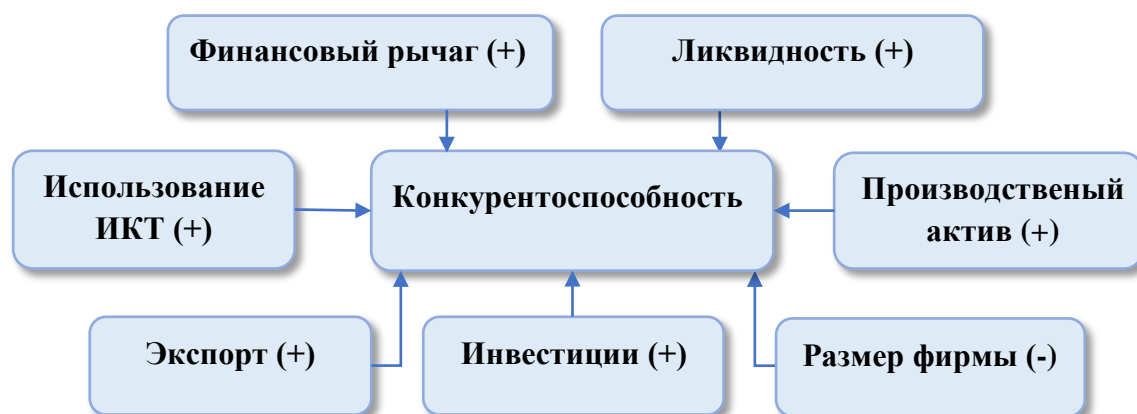 Финансовый рычаг (+)
Ликвидность (+)
Использование
ИКТ (+)
Конкурентоспособность
Производственый
актив (+)
Экспорт (+)
Инвестиции (+)
Размер фирмы (-)